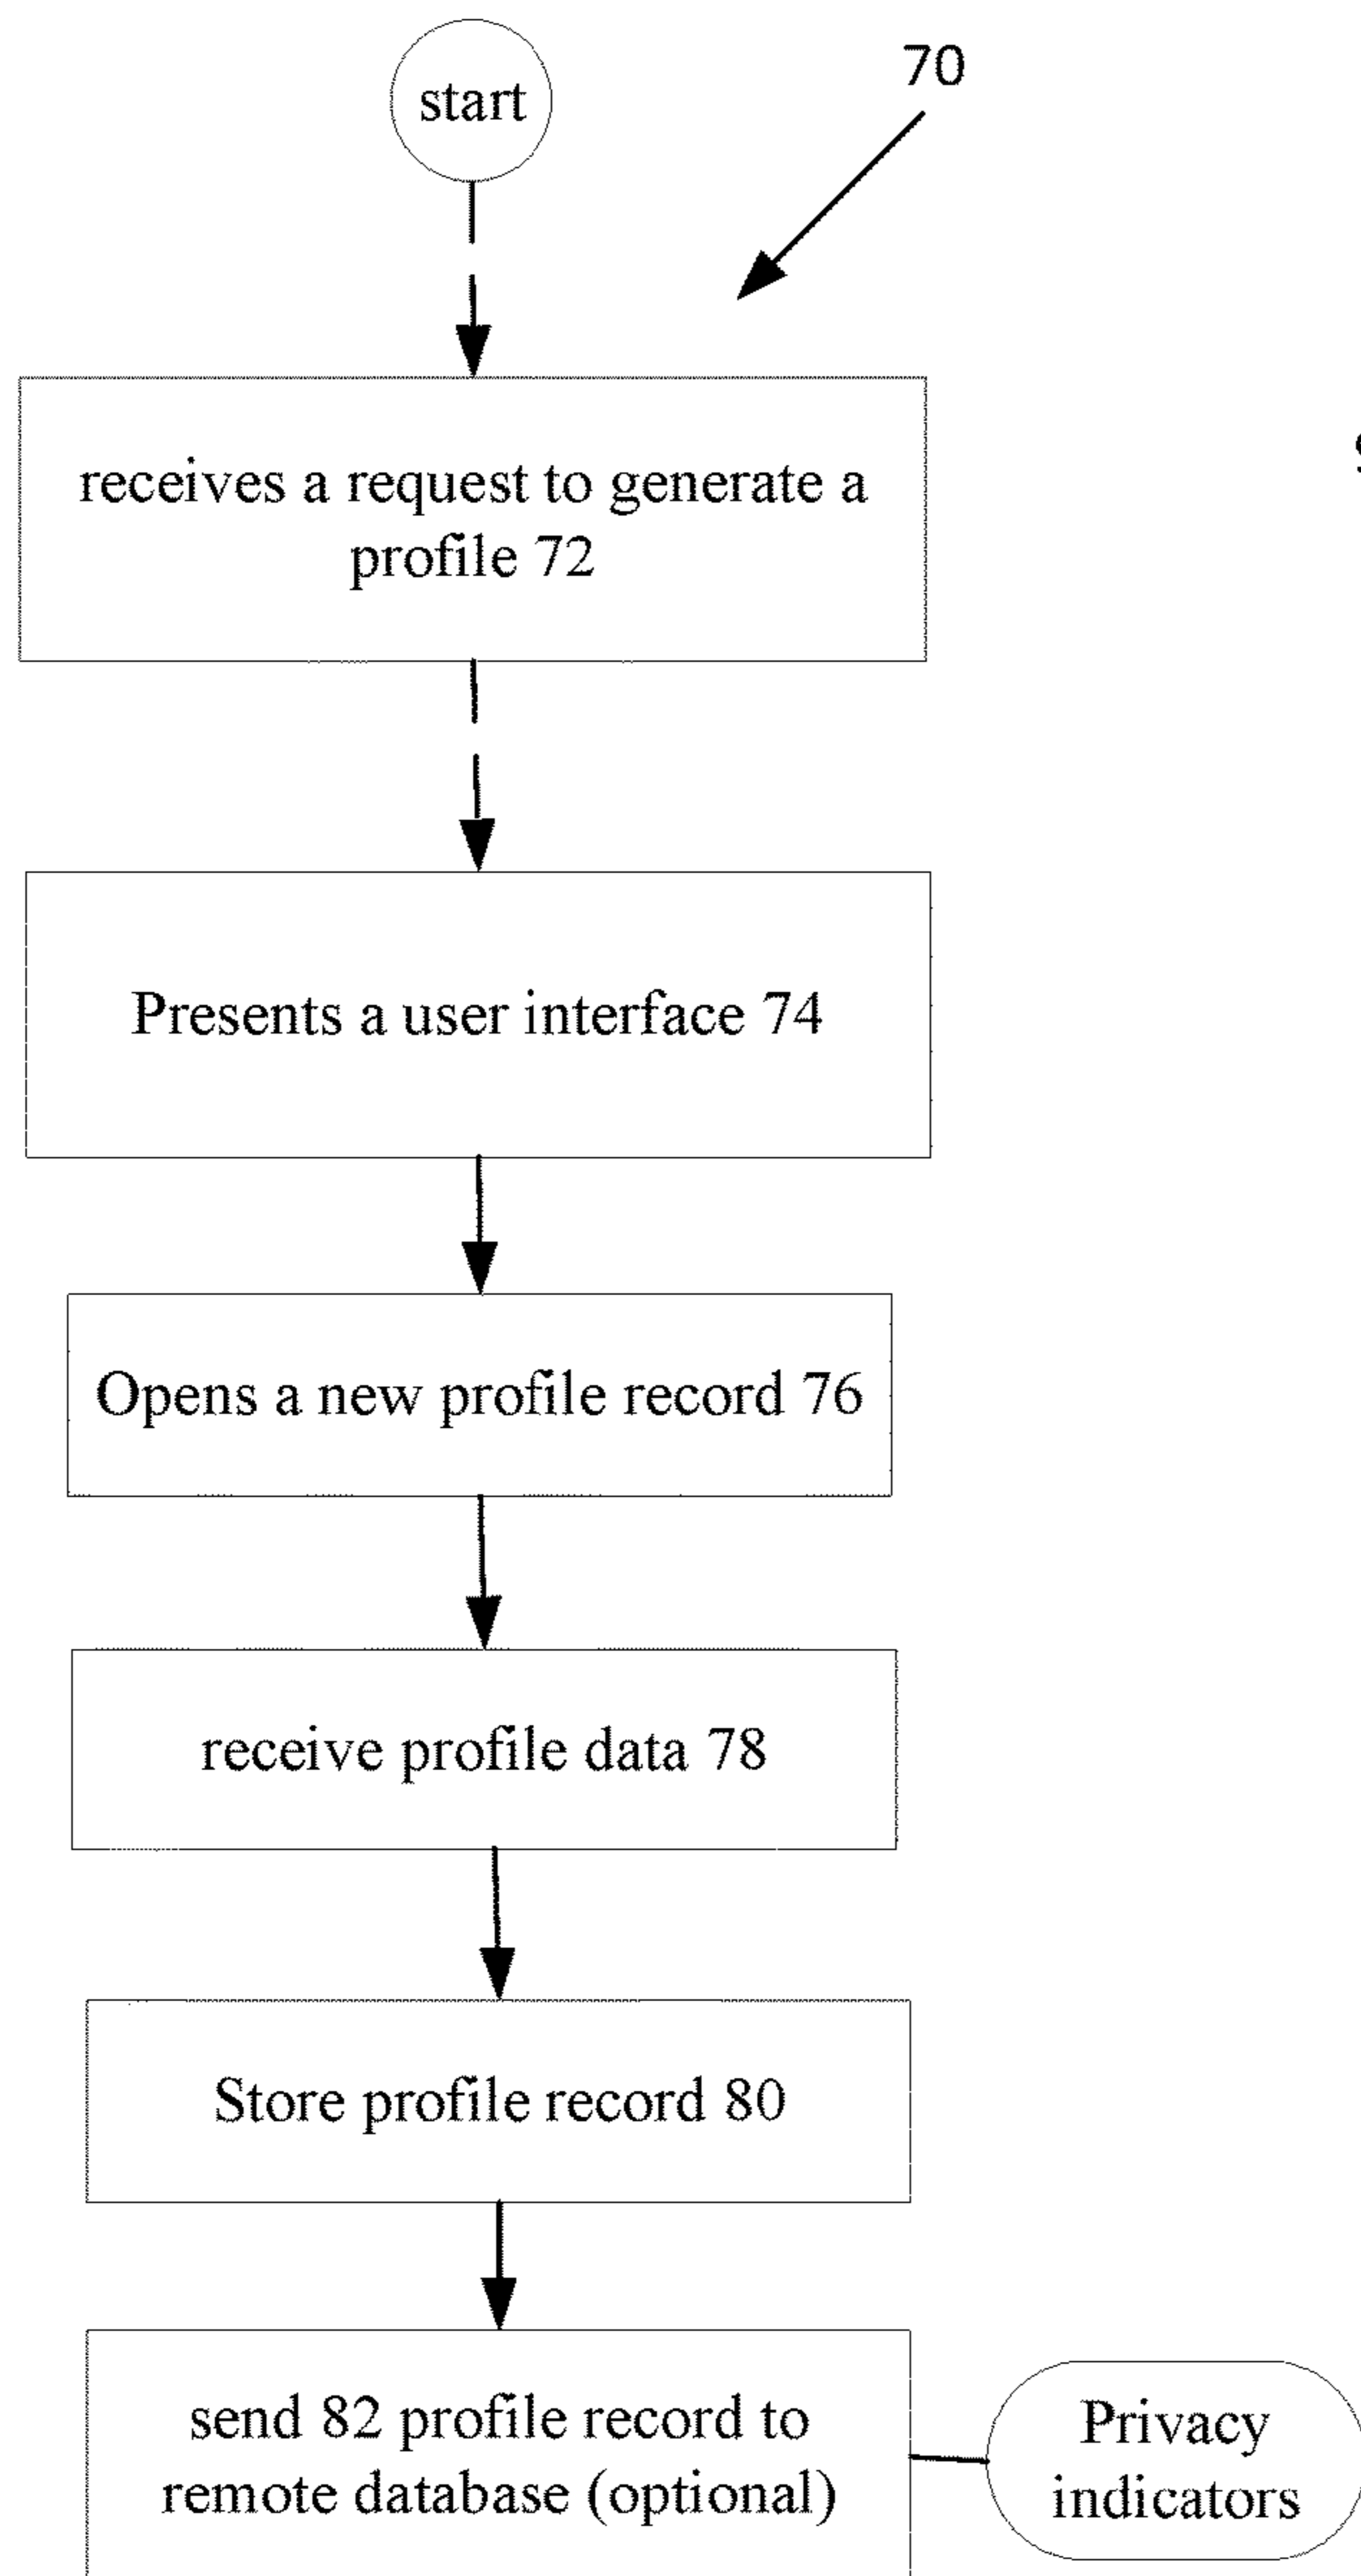 start
70
receives a request to generate a
profile 72
Presents a user interface 74
Opens a new profile record 76
receive profile data 78
Store profile record 80
send 82 profile record to
remote database (optional)
Privacy
indicators